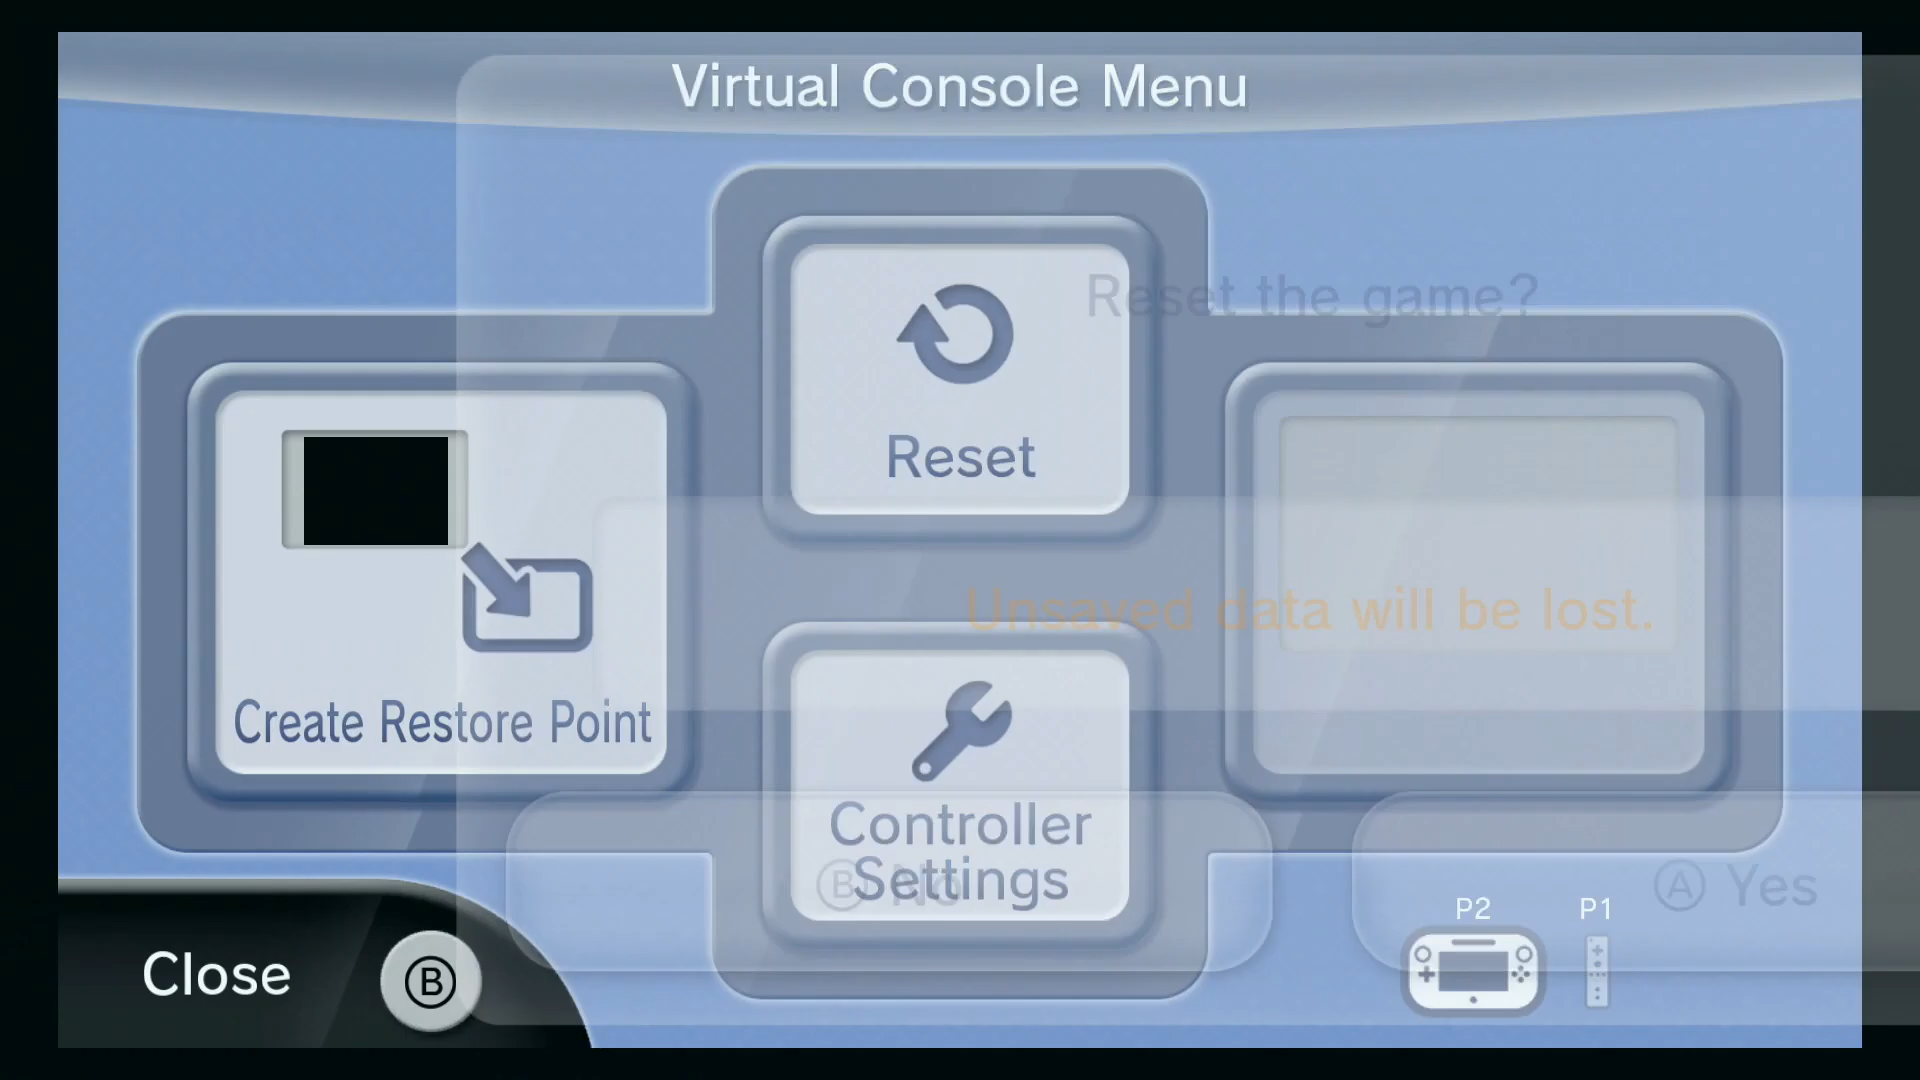 Virtual Console Menu
Reset the game?
Reset
Unsaved data will be lost.
Create Restore Point
Controller
Settings
B No
A Yes
P2 P1
Close B